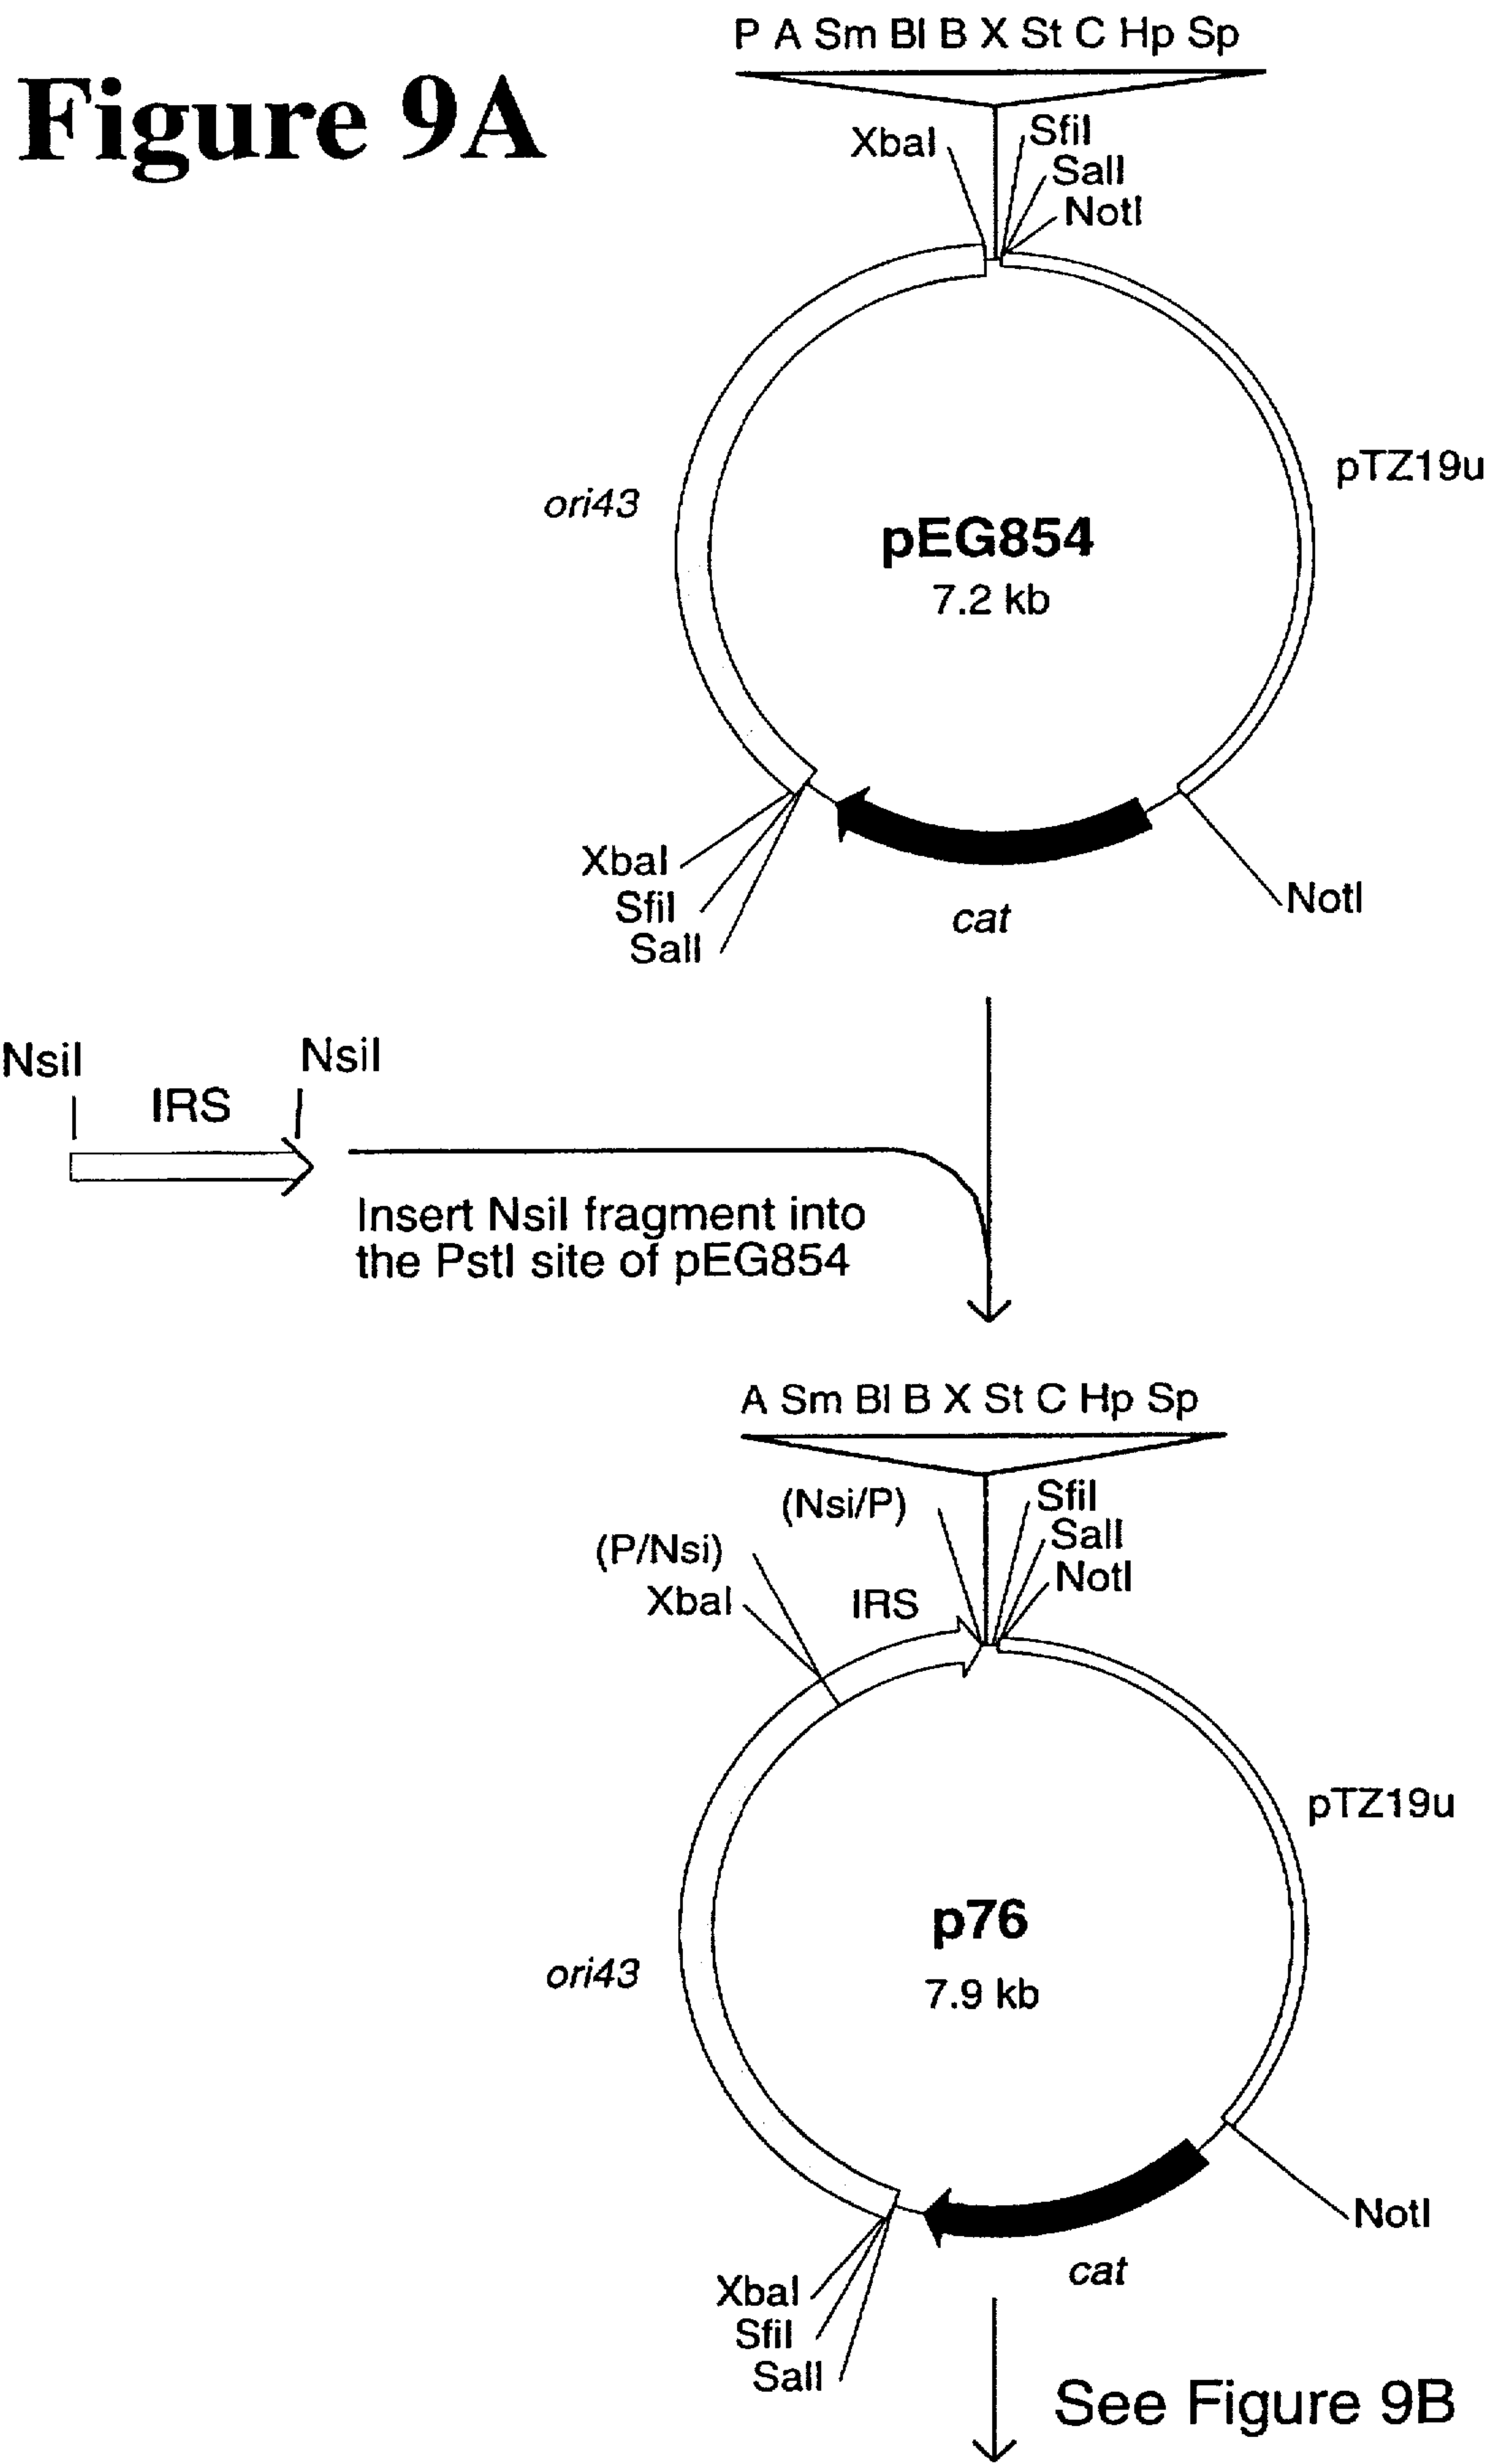 Figure 9A
P A Sm Bl B X St C Hp Sp
XbaI
SfiI
SalI
NotI
ori43
pTZ19u
pEG854
7.2 kb
XbaI
SfiI
SalI
cat
NotI
NsiI
NsiI
IRS
Insert NsiI fragment into
the PstI site of pEG854
A Sm Bl B X St C Hp Sp
(Nsi/P)
SfiI
SalI
NotI
(P/Nsi)
XbaI
IRS
pTZ19u
p76
7.9 kb
ori43
NotI
cat
XbaI
SfiI
SalI
See Figure 9B